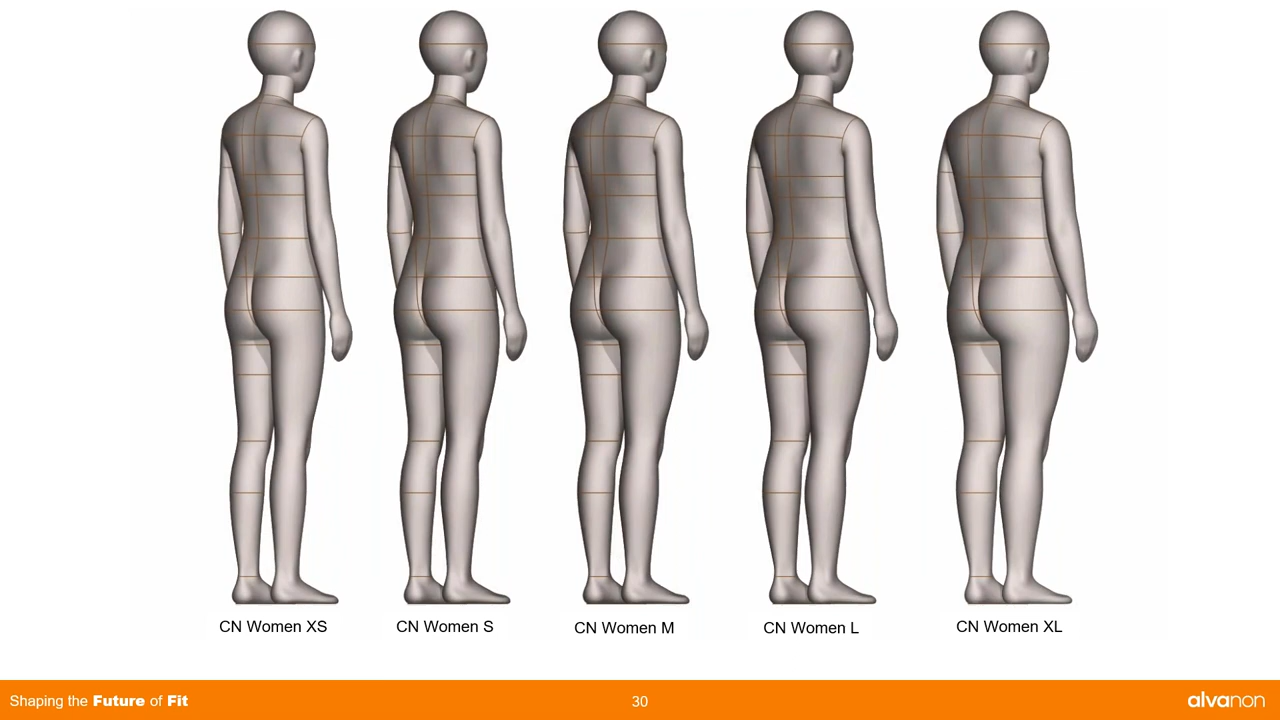 CN Women XS
CN Women S
CN Women M
CN Women L
CN Women XL
Shaping the Future of Fit
30
alvanon